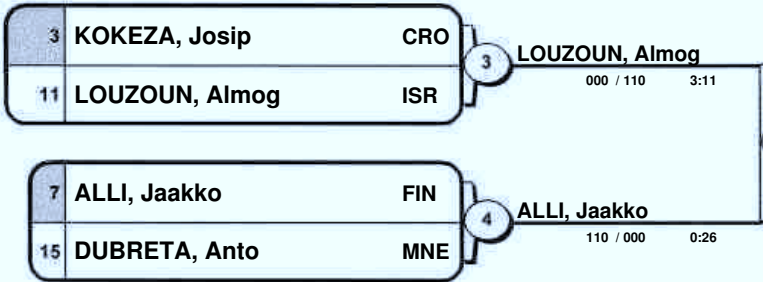 3 KOKEZA, Josip CRO
3 LOUZOUN, Almog
000 / 110 3:11
11 LOUZOUN, Almog ISR
7 ALLI, Jaakko FIN
4 ALLI, Jaakko
110 / 000 0:26
15 DUBRETA, Anto MNE